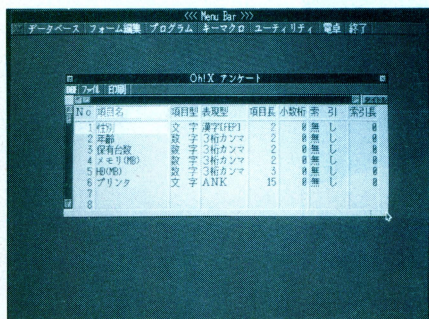 <<< Menu Bar >>>
データベース フォーム編集 プログラム キーマクロ ユーティリティ 電卓 終了
Oh!X アンケート
ファイル 印刷
No 項目名 項目型 表現型 項目長 小数桁 索 引 索引長
1 性別 文 字 漢字[FEP] 2 0 無 し 0
2 年齢 数 字 3桁カンマ 2 0 無 し 0
3 保有台数 数 字 3桁カンマ 2 0 無 し 0
4 メモリ(MB) 数 字 3桁カンマ 2 0 無 し 0
5 HD(MB) 数 字 3桁カンマ 3 0 無 し 0
6 プリンタ 文 字 ANK 15 0 無 し 0
7
8